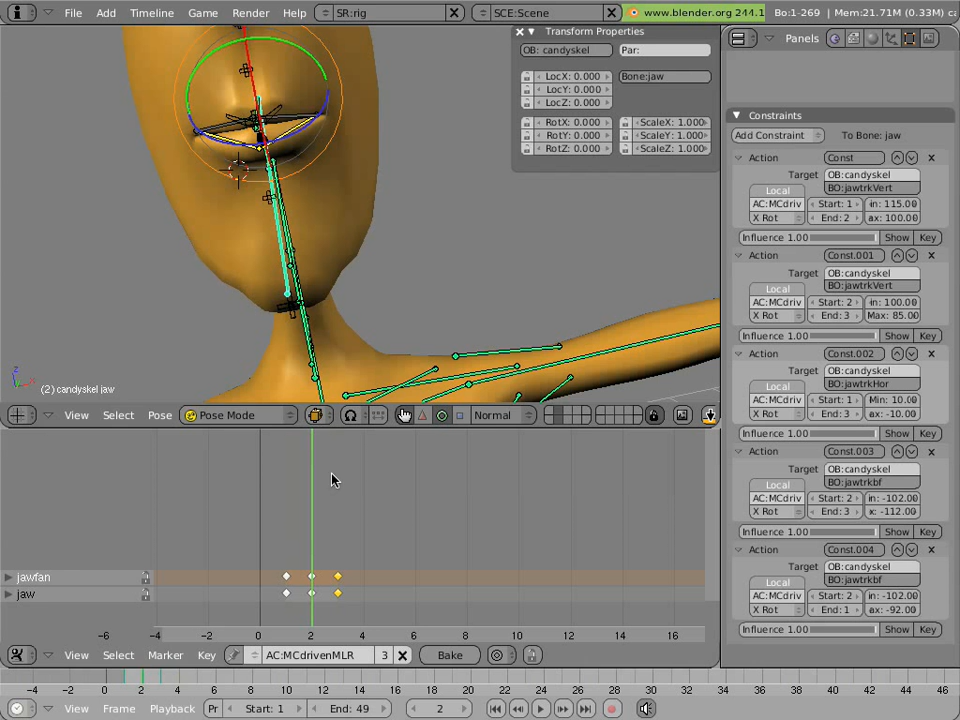 File Add Timeline Game Render Help SR:rig SCE:Scene www.blender.org 244.1 Bo:1-269 | Mem:21.71M (0.33M)
Transform Properties
OB: candyskel Par:
LocX: 0.000 Bone:jaw
LocY: 0.000
LocZ: 0.000
RotX: 0.000 ScaleX: 1.000
RotY: 0.000 ScaleY: 1.000
RotZ: 0.000 ScaleZ: 1.000
(2) candyskel jaw
View Select Pose Pose Mode Normal
Panels
Constraints
Add Constraint To Bone: jaw
Action Const
Target OB:candyskel
BO:jawtrkVert
Local
AC:MCdriv Start: 1 in: 115.00
X Rot End: 2 ax: 100.00
Influence 1.00 Show Key
Action Const.001
Target OB:candyskel
BO:jawtrkVert
Local
AC:MCdriv Start: 2 in: 100.00
X Rot End: 3 Max: 85.00
Influence 1.00 Show Key
Action Const.002
Target OB:candyskel
BO:jawtrkHor
Local
AC:MCdriv Start: 1 Min: 10.00
X Rot End: 3 ax: -10.00
Influence 1.00 Show Key
Action Const.003
Target OB:candyskel
BO:jawtrkbf
Local
AC:MCdriv Start: 2 in: -102.00
X Rot End: 3 x: -112.00
Influence 1.00 Show Key
Action Const.004
Target OB:candyskel
BO:jawtrkbf
Local
AC:MCdriv Start: 2 in: -102.00
X Rot End: 1 ax: -92.00
Influence 1.00 Show Key
jawfan
jaw
-6 -4 -2 0 2 4 6 8 10 12 14 16
View Select Marker Key AC:MCdrivenMLR 3 Bake
-4 -2 0 2 4 6 8 10 12 14 16 18 20 22 24 26 28 30 32 34 36 38 40 42 44 46
View Frame Playback Pr Start: 1 End: 49 2